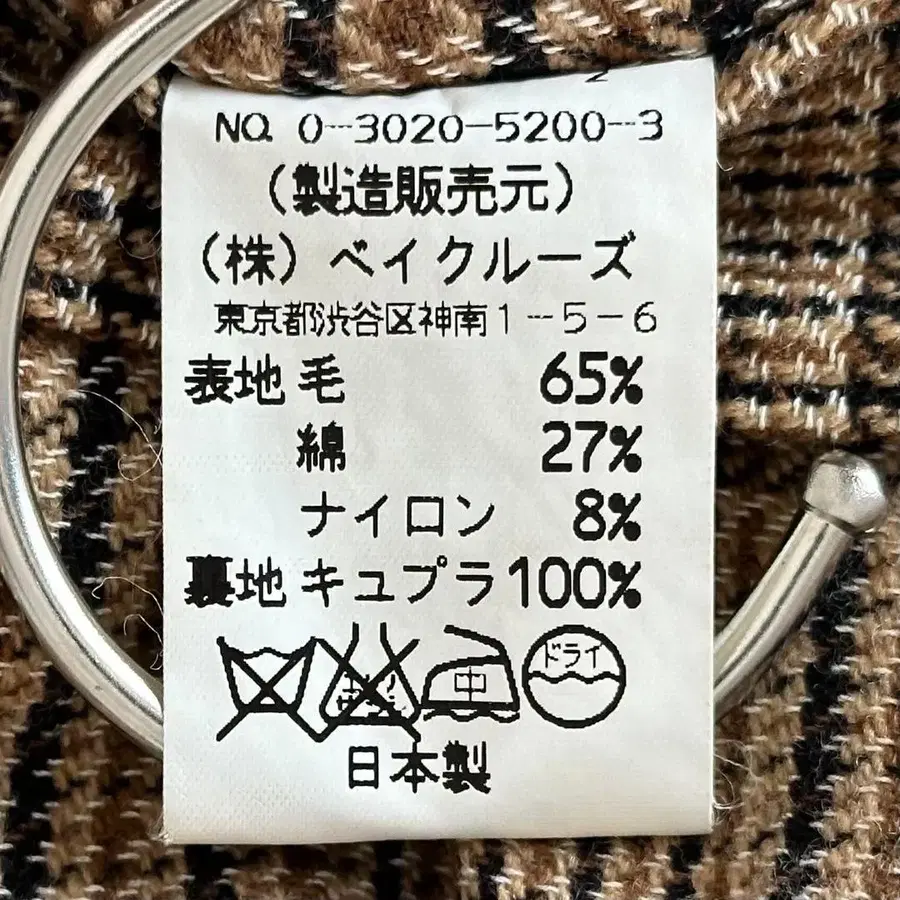 NO. 0-3020-5200-3
(製造販売元)
(株)ベイクルーズ
東京都渋谷区神南1-5-6
表地 毛 65%
綿 27%
ナイロン 8%
裏地 キュプラ 100%
中 ドライ
日本製